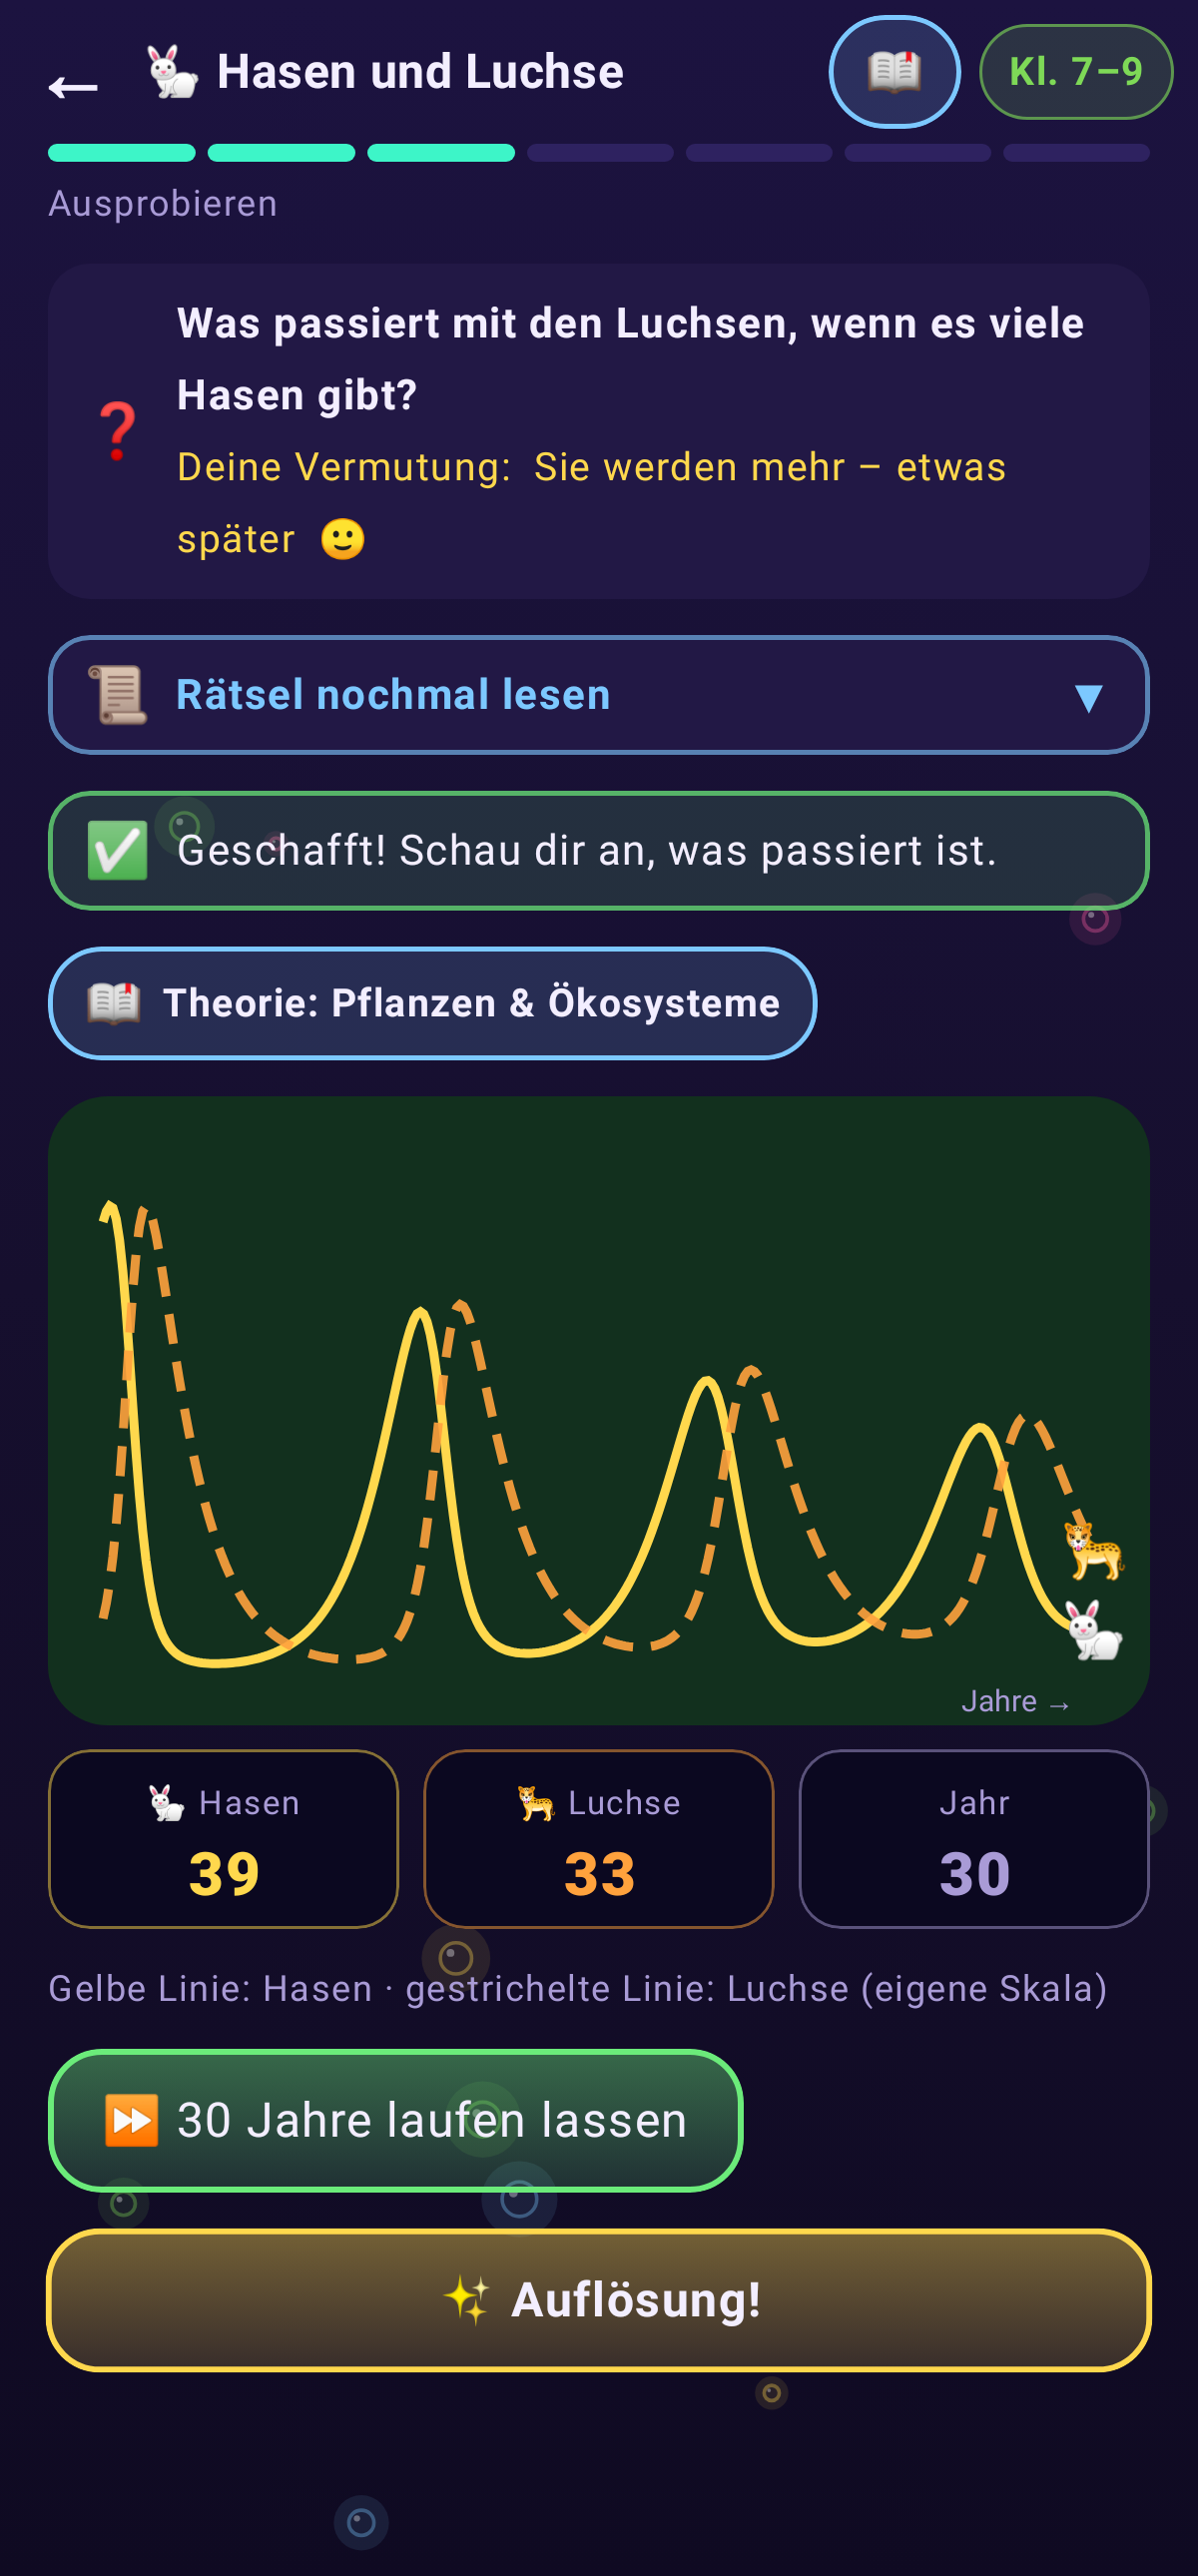 ← Hasen und Luchse Kl. 7–9
Ausprobieren
Was passiert mit den Luchsen, wenn es viele
Hasen gibt?
Deine Vermutung: Sie werden mehr – etwas
später
Rätsel nochmal lesen ▼
Geschafft! Schau dir an, was passiert ist.
Theorie: Pflanzen & Ökosysteme
Jahre →
Hasen
39
Luchse
33
Jahr
30
Gelbe Linie: Hasen · gestrichelte Linie: Luchse (eigene Skala)
30 Jahre laufen lassen
Auflösung!